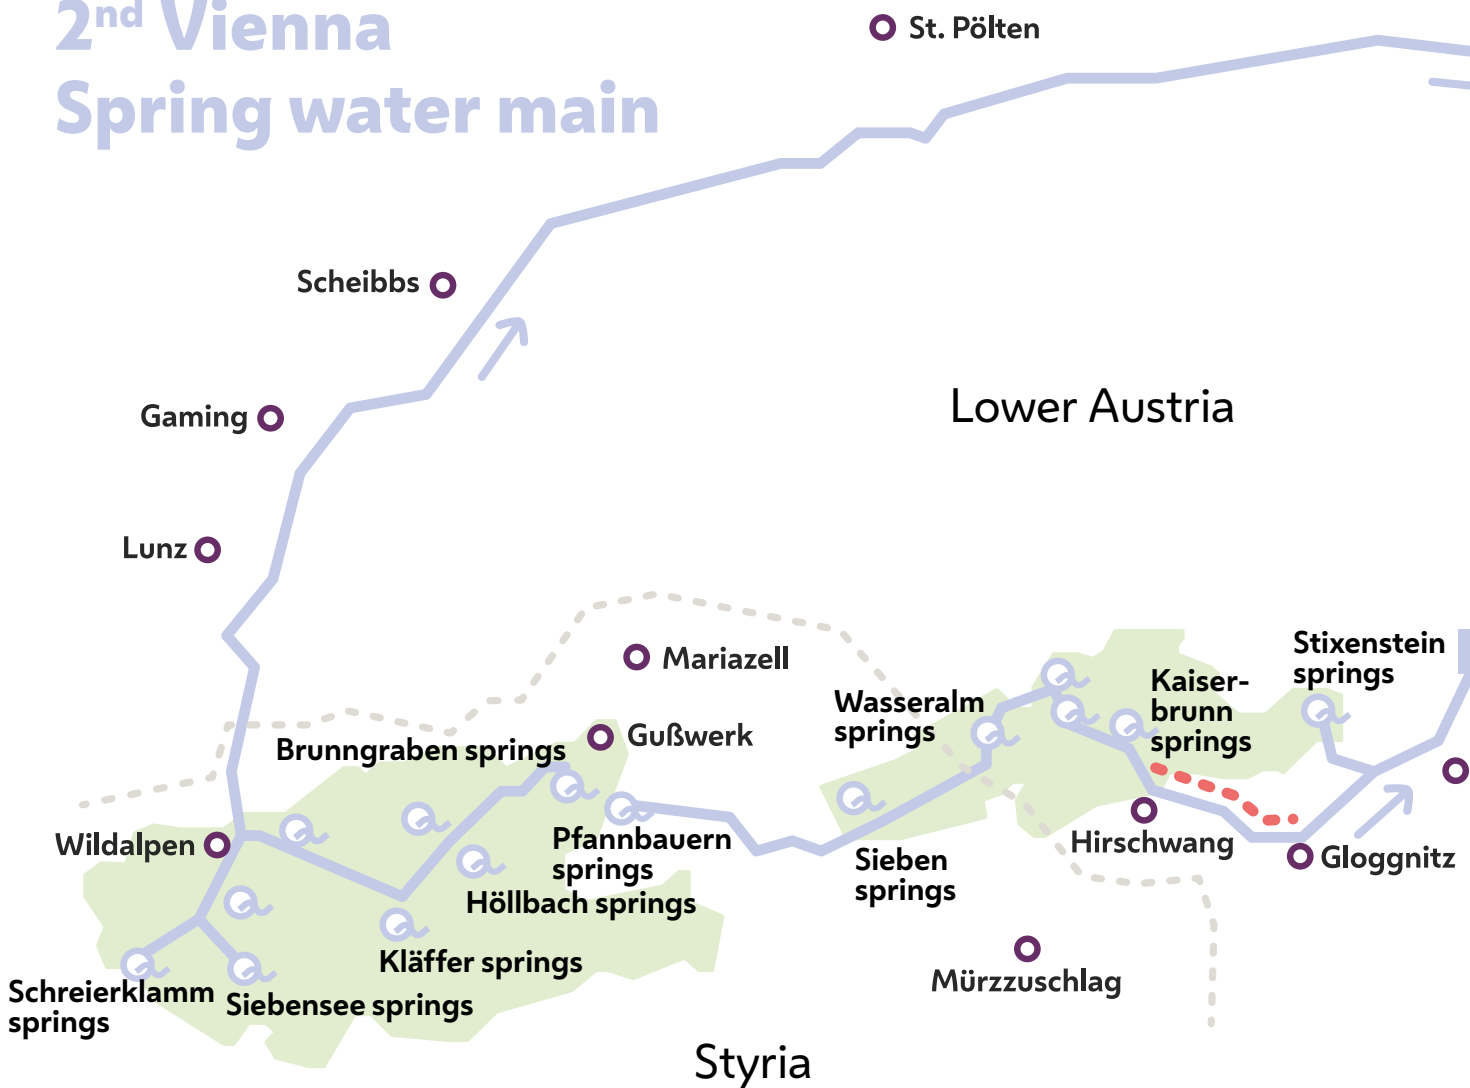 2nd Vienna
Spring water main
St. Pölten
Scheibbs
Gaming
Lower Austria
Lunz
Mariazell
Stixenstein
springs
Kaiser-
brunn
springs
Wasseralm
springs
Gußwerk
Brunngraben springs
Wildalpen
Pfannbauern
springs
Hirschwang
Gloggnitz
Sieben
springs
Höllbach springs
Kläffer springs
Mürzzuschlag
Schreierklamm
springs
Siebensee springs
Styria